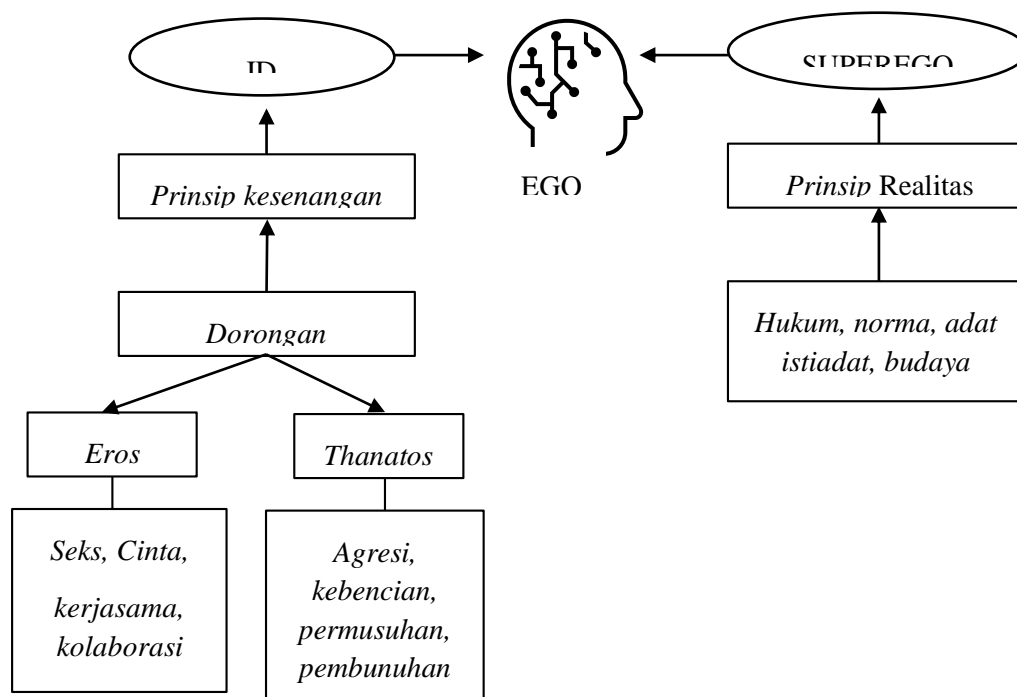 ID
SUPEREGO
EGO
Prinsip kesenangan
Prinsip Realitas
Dorongan
Hukum, norma, adat
istiadat, budaya
Eros
Thanatos
Seks, Cinta,
kerjasama,
kolaborasi
Agresi,
kebencian,
permusuhan,
pembunuhan